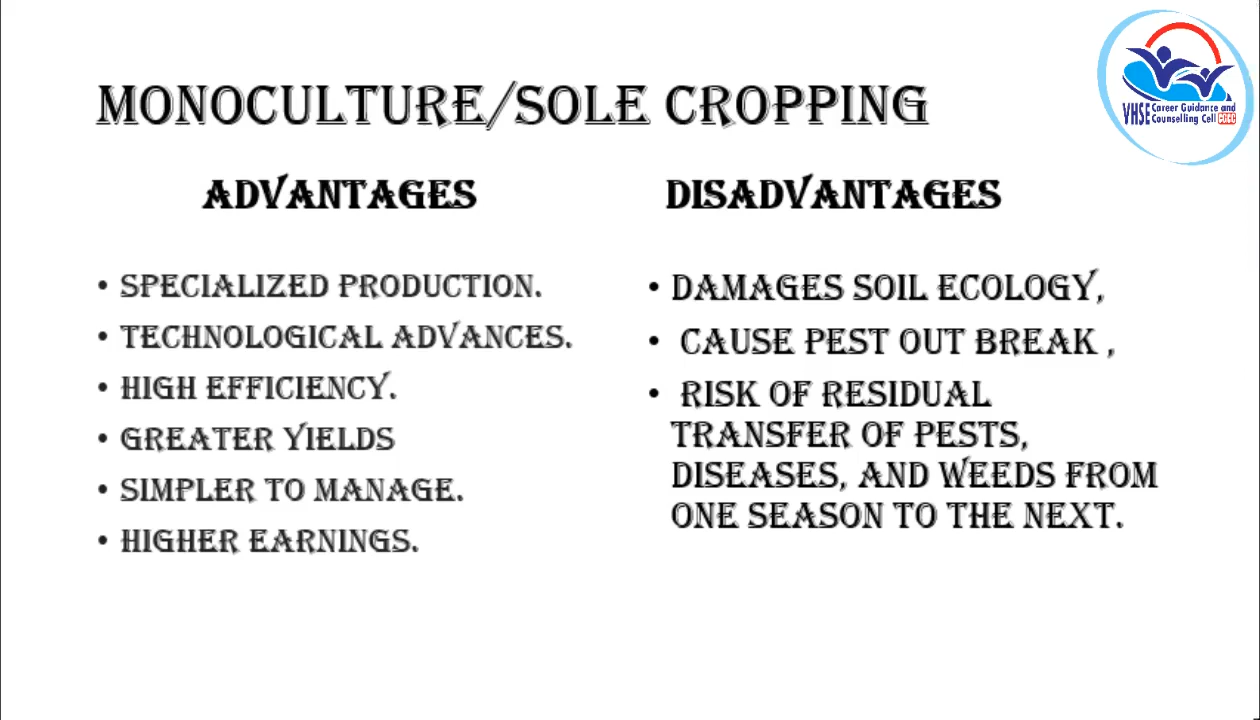 MONOCULTURE/SOLE CROPPING
VHSE Career Guidance and
Counselling Cell CGCC
ADVANTAGES
• SPECIALIZED PRODUCTION.
• TECHNOLOGICAL ADVANCES.
• HIGH EFFICIENCY.
• GREATER YIELDS
• SIMPLER TO MANAGE.
• HIGHER EARNINGS.
DISADVANTAGES
• DAMAGES SOIL ECOLOGY,
• CAUSE PEST OUT BREAK ,
• RISK OF RESIDUAL
TRANSFER OF PESTS,
DISEASES, AND WEEDS FROM
ONE SEASON TO THE NEXT.